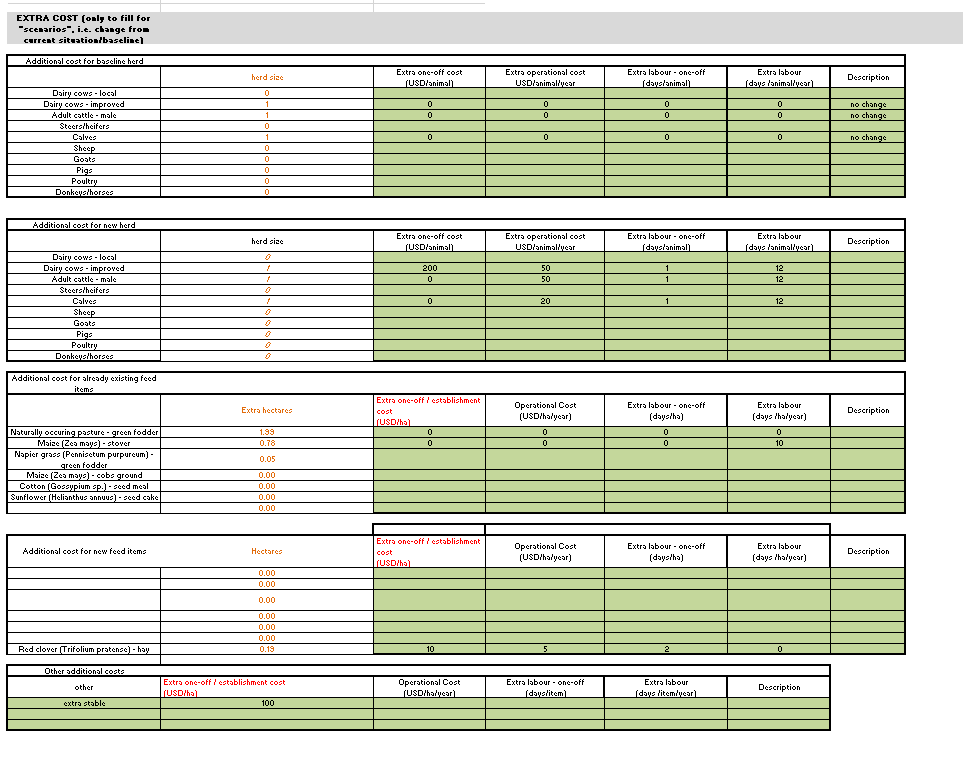 EXTRA COST (only to fill for
"scenarios", i.e. change from
current situation/baseline)
Additional cost for baseline herd
herd size
Extra one-off cost
(USD/animal)
Extra operational cost
USD/animal/year
Extra labour - one-off
(days/animal)
Extra labour
(days /animal/year)
Description
Dairy cows - local 0
Dairy cows - improved 1 0 0 0 0 no change
Adult cattle - male 1 0 0 0 0 no change
Steers/heifers 0
Calves 1 0 0 0 0 no change
Sheep 0
Goats 0
Pigs 0
Poultry 0
Donkeys/horses 0
Additional cost for new herd
herd size
Extra one-off cost
(USD/animal)
Extra operational cost
USD/animal/year
Extra labour - one-off
(days/animal)
Extra labour
(days /animal/year)
Description
Dairy cows - local 0
Dairy cows - improved 1 200 50 1 12
Adult cattle - male 1 0 50 1 12
Steers/heifers 0
Calves 1 0 20 1 12
Sheep 0
Goats 0
Pigs 0
Poultry 0
Donkeys/horses 0
Additional cost for already existing feed
items
Extra hectares
Extra one-off / establishment
cost
(USD/ha)
Operational Cost
(USD/ha/year)
Extra labour - one-off
(days/ha)
Extra labour
(days /ha/year)
Description
Naturally occuring pasture - green fodder 1.99 0 0 0 0
Maize (Zea mays) - stover 0.78 0 0 0 10
Napier grass (Pennisetum purpureum) -
green fodder 0.05
Maize (Zea mays) - cobs ground 0.00
Cotton (Gossypium sp.) - seed meal 0.00
Sunflower (Helianthus annuus) - seed cake 0.00
0.00
Additional cost for new feed items
Hectares
Extra one-off / establishment
cost
(USD/ha)
Operational Cost
(USD/ha/year)
Extra labour - one-off
(days/ha)
Extra labour
(days /ha/year)
Description
0.00
0.00
0.00
0.00
0.00
0.00
Red clover (Trifolium pratense) - hay 0.19 10 5 2 0
Other additional costs
other
Extra one-off / establishment cost
(USD/ha)
Operational Cost
(USD/ha/year)
Extra labour - one-off
(days/item)
Extra labour
(days /item/year)
Description
extra stable 100